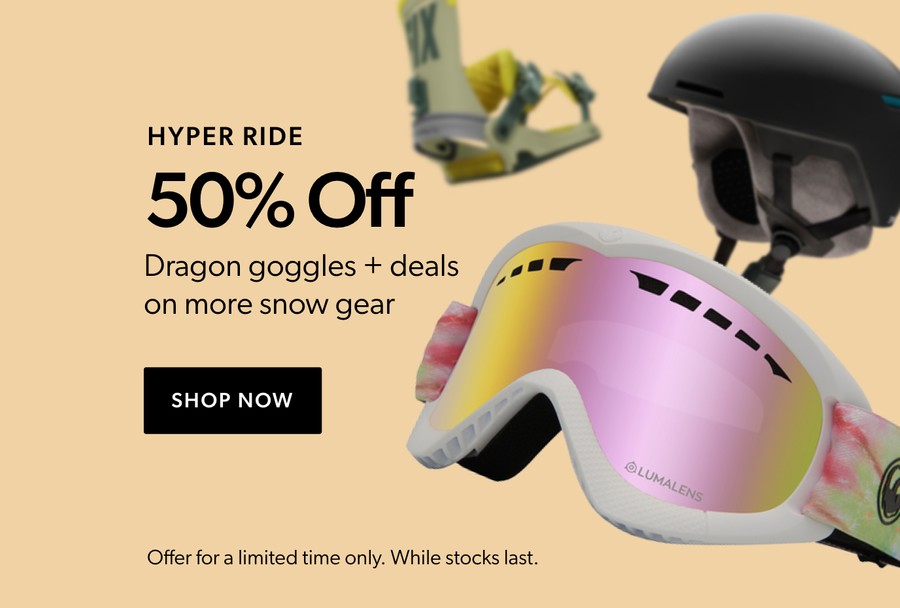 HYPER RIDE
50% Off
Dragon goggles + deals
on more snow gear
SHOP NOW
LUMALENS
Offer for a limited time only. While stocks last.